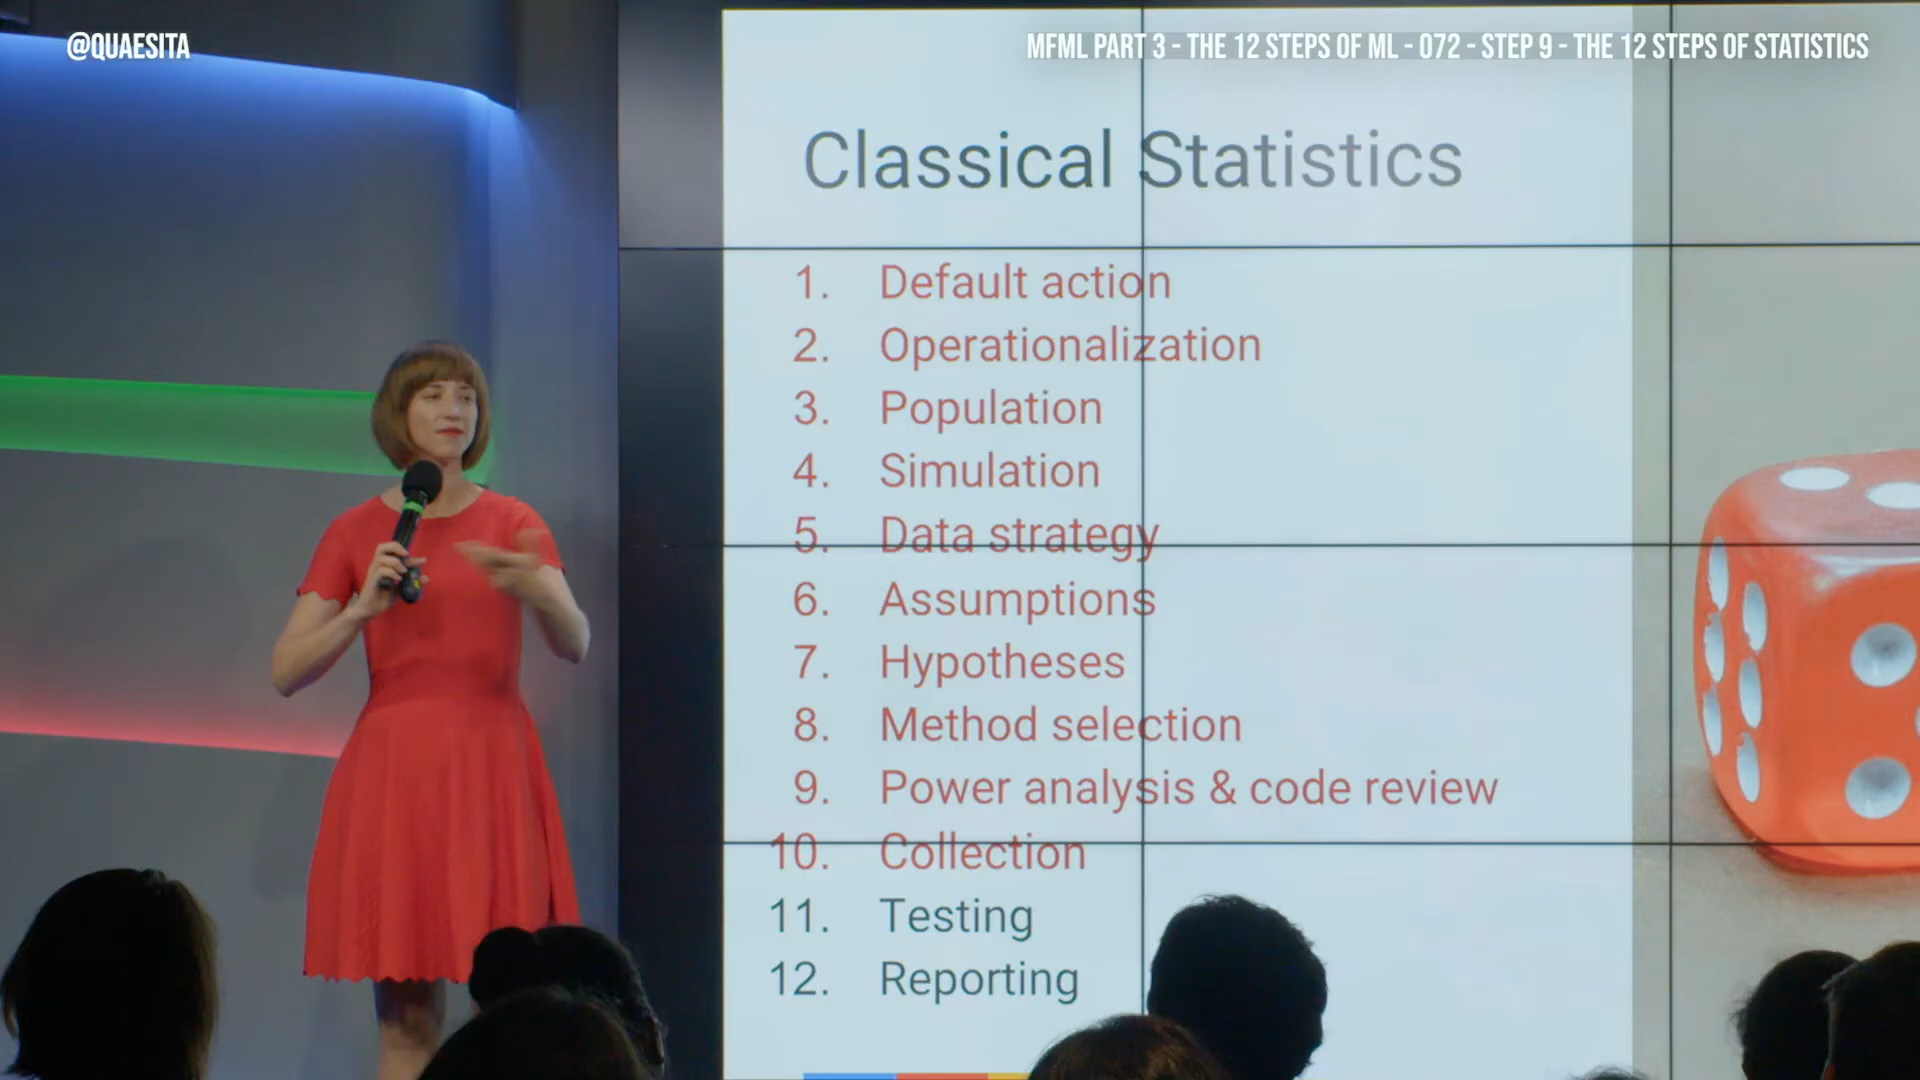 @QUAESITA
MFML PART 3 - THE 12 STEPS OF ML - 072 - STEP 9 - THE 12 STEPS OF STATISTICS
Classical Statistics
1. Default action
2. Operationalization
3. Population
4. Simulation
5. Data strategy
6. Assumptions
7. Hypotheses
8. Method selection
9. Power analysis & code review
10. Collection
11. Testing
12. Reporting